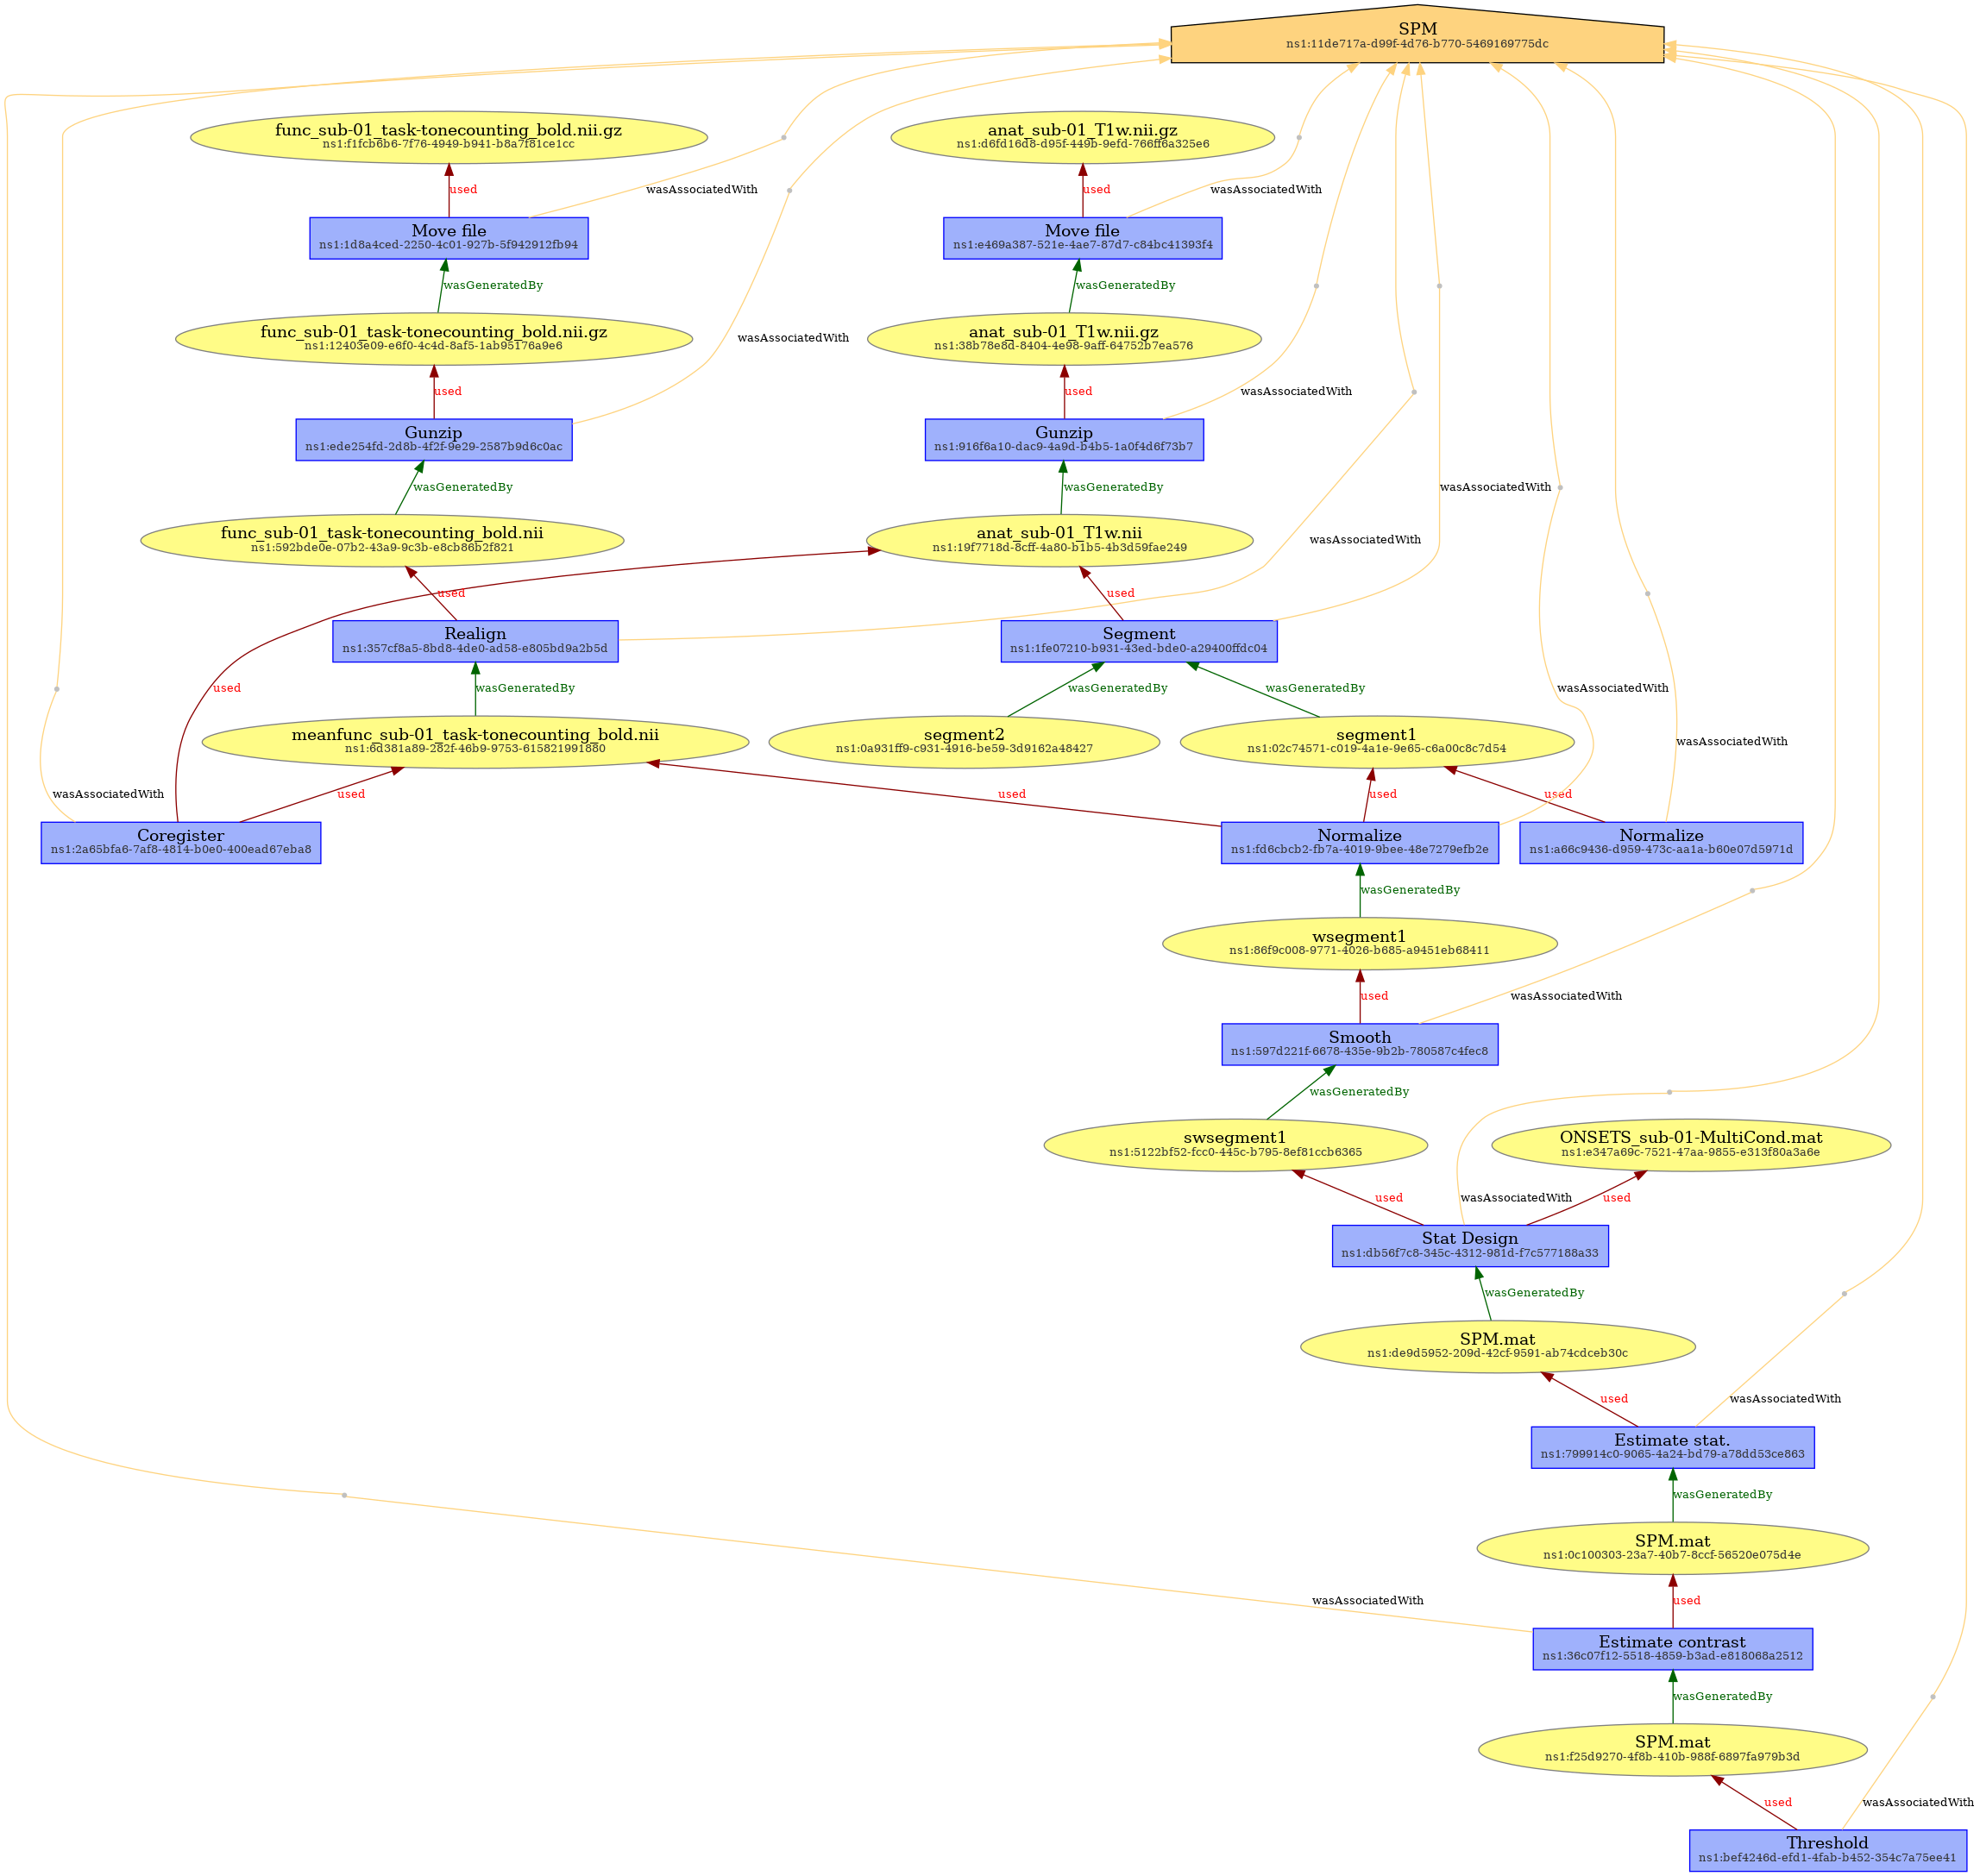 SPM
ns1:11de717a-d99f-4d76-b770-5469169775dc
func_sub-01_task-tonecounting_bold.nii.gz
ns1:f1fcb6b6-7f76-4949-b941-b8a7f81ce1cc
anat_sub-01_T1w.nii.gz
ns1:d6fd16d8-d95f-449b-9efd-766ff6a325e6
used
wasAssociatedWith
used
wasAssociatedWith
Move file
ns1:1d8a4ced-2250-4c01-927b-5f942912fb94
Move file
ns1:e469a387-521e-4ae7-87d7-c84bc41393f4
wasGeneratedBy
wasGeneratedBy
func_sub-01_task-tonecounting_bold.nii.gz
ns1:12403e09-e6f0-4c4d-8af5-1ab95176a9e6
wasAssociatedWith
anat_sub-01_T1w.nii.gz
ns1:38b78e8d-8404-4e98-9aff-64752b7ea576
used
used
wasAssociatedWith
Gunzip
ns1:ede254fd-2d8b-4f2f-9e29-2587b9d6c0ac
Gunzip
ns1:916f6a10-dac9-4a9d-b4b5-1a0f4d6f73b7
wasGeneratedBy
wasGeneratedBy
wasAssociatedWith
func_sub-01_task-tonecounting_bold.nii
ns1:592bde0e-07b2-43a9-9c3b-e8cb86b2f821
anat_sub-01_T1w.nii
ns1:19f7718d-8cff-4a80-b1b5-4b3d59fae249
wasAssociatedWith
used
used
Realign
ns1:357cf8a5-8bd8-4de0-ad58-e805bd9a2b5d
Segment
ns1:1fe07210-b931-43ed-bde0-a29400ffdc04
used
wasGeneratedBy
wasGeneratedBy
wasGeneratedBy
wasAssociatedWith
meanfunc_sub-01_task-tonecounting_bold.nii
ns1:6d381a89-282f-46b9-9753-615821991880
segment2
ns1:0a931ff9-c931-4916-be59-3d9162a48427
segment1
ns1:02c74571-c019-4a1e-9e65-c6a00c8c7d54
wasAssociatedWith
wasAssociatedWith
used
used
used
used
Coregister
ns1:2a65bfa6-7af8-4814-b0e0-400ead67eba8
Normalize
ns1:fd6cbcb2-fb7a-4019-9bee-48e7279efb2e
Normalize
ns1:a66c9436-d959-473c-aa1a-b60e07d5971d
wasGeneratedBy
wsegment1
ns1:86f9c008-9771-4026-b685-a9451eb68411
used
wasAssociatedWith
Smooth
ns1:597d221f-6678-435e-9b2b-780587c4fec8
wasGeneratedBy
swsegment1
ns1:5122bf52-fcc0-445c-b795-8ef81ccb6365
ONSETS_sub-01-MultiCond.mat
ns1:e347a69c-7521-47aa-9855-e313f80a3a6e
used
wasAssociatedWith
used
Stat Design
ns1:db56f7c8-345c-4312-981d-f7c577188a33
wasGeneratedBy
SPM.mat
ns1:de9d5952-209d-42cf-9591-ab74cdceb30c
used
wasAssociatedWith
Estimate stat.
ns1:799914c0-9065-4a24-bd79-a78dd53ce863
wasGeneratedBy
SPM.mat
ns1:0c100303-23a7-40b7-8ccf-56520e075d4e
wasAssociatedWith
used
Estimate contrast
ns1:36c07f12-5518-4859-b3ad-e818068a2512
wasGeneratedBy
SPM.mat
ns1:f25d9270-4f8b-410b-988f-6897fa979b3d
used
wasAssociatedWith
Threshold
ns1:bef4246d-efd1-4fab-b452-354c7a75ee41